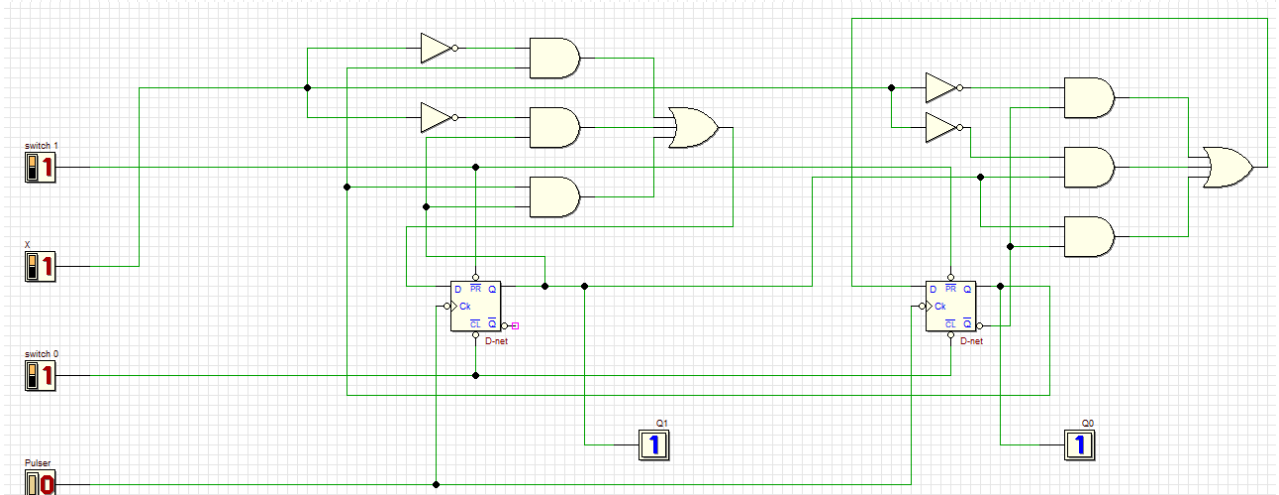 switch 1
1
X
1
D PR Q
Ck
CL Q
D-net
D PR Q
Ck
CL Q
D-net
switch 0
1
Q1
1
Q0
1
Pulser
0